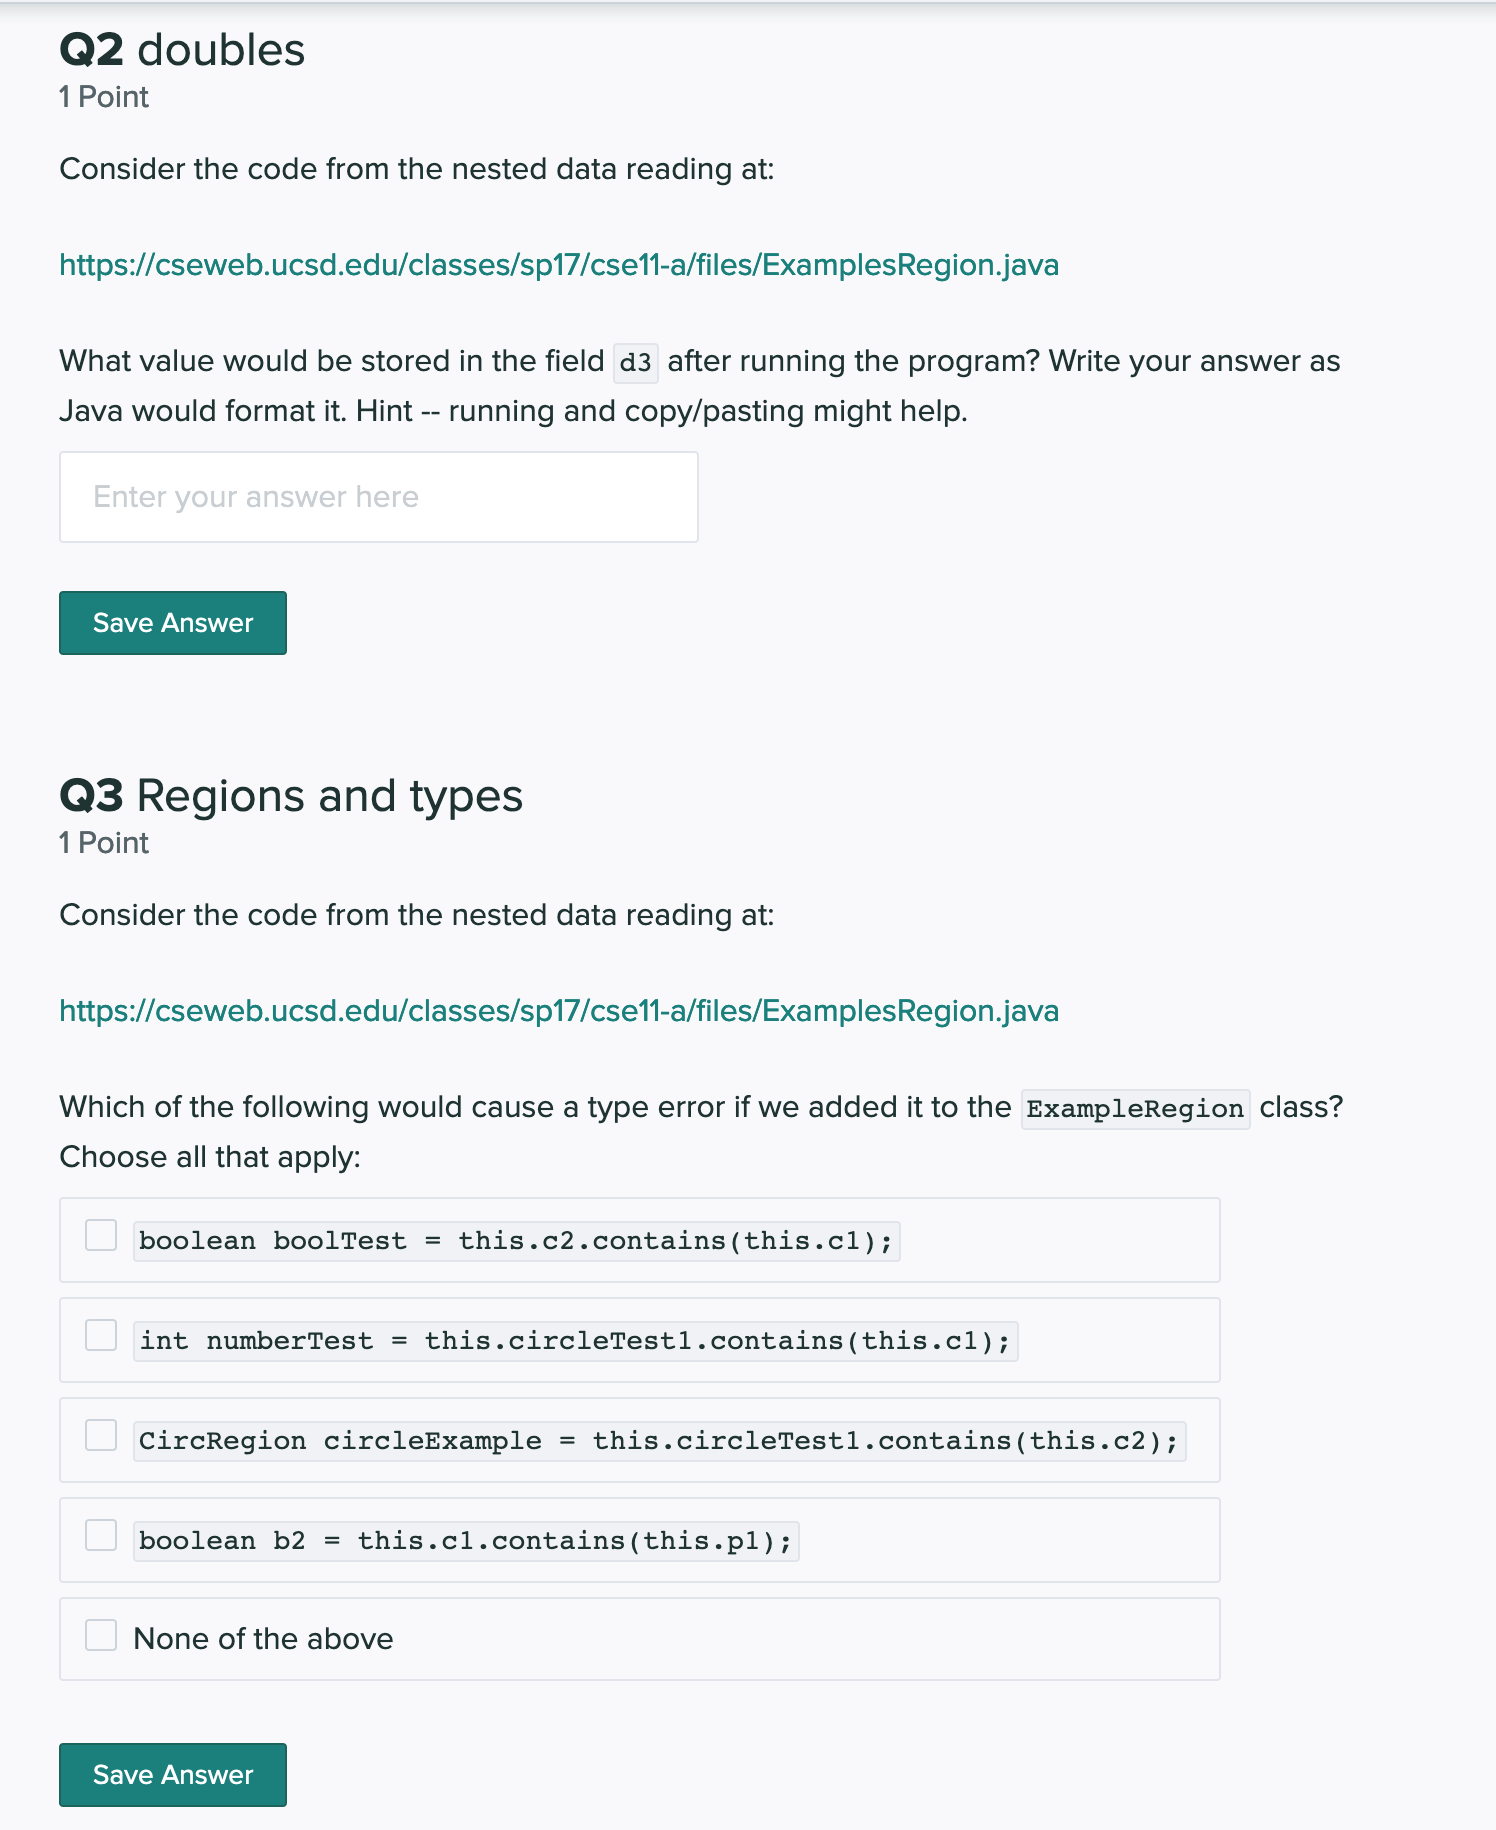 Q2 doubles
1 Point
Consider the code from the nested data reading at:
https://cseweb.ucsd.edu/classes/sp17/cse11-a/files/ExamplesRegion.java
What value would be stored in the field d3 after running the program? Write your answer as
Java would format it. Hint -- running and copy/pasting might help.
Enter your answer here
Save Answer
Q3 Regions and types
1 Point
Consider the code from the nested data reading at:
https://cseweb.ucsd.edu/classes/sp17/cse11-a/files/ExamplesRegion.java
Which of the following would cause a type error if we added it to the ExampleRegion class?
Choose all that apply:
boolean boolTest = this.c2.contains(this.c1);
int numberTest = this.circleTest1.contains(this.c1);
CircRegion circleExample = this.circleTest1.contains(this.c2);
boolean b2 = this.c1.contains(this.p1);
None of the above
Save Answer